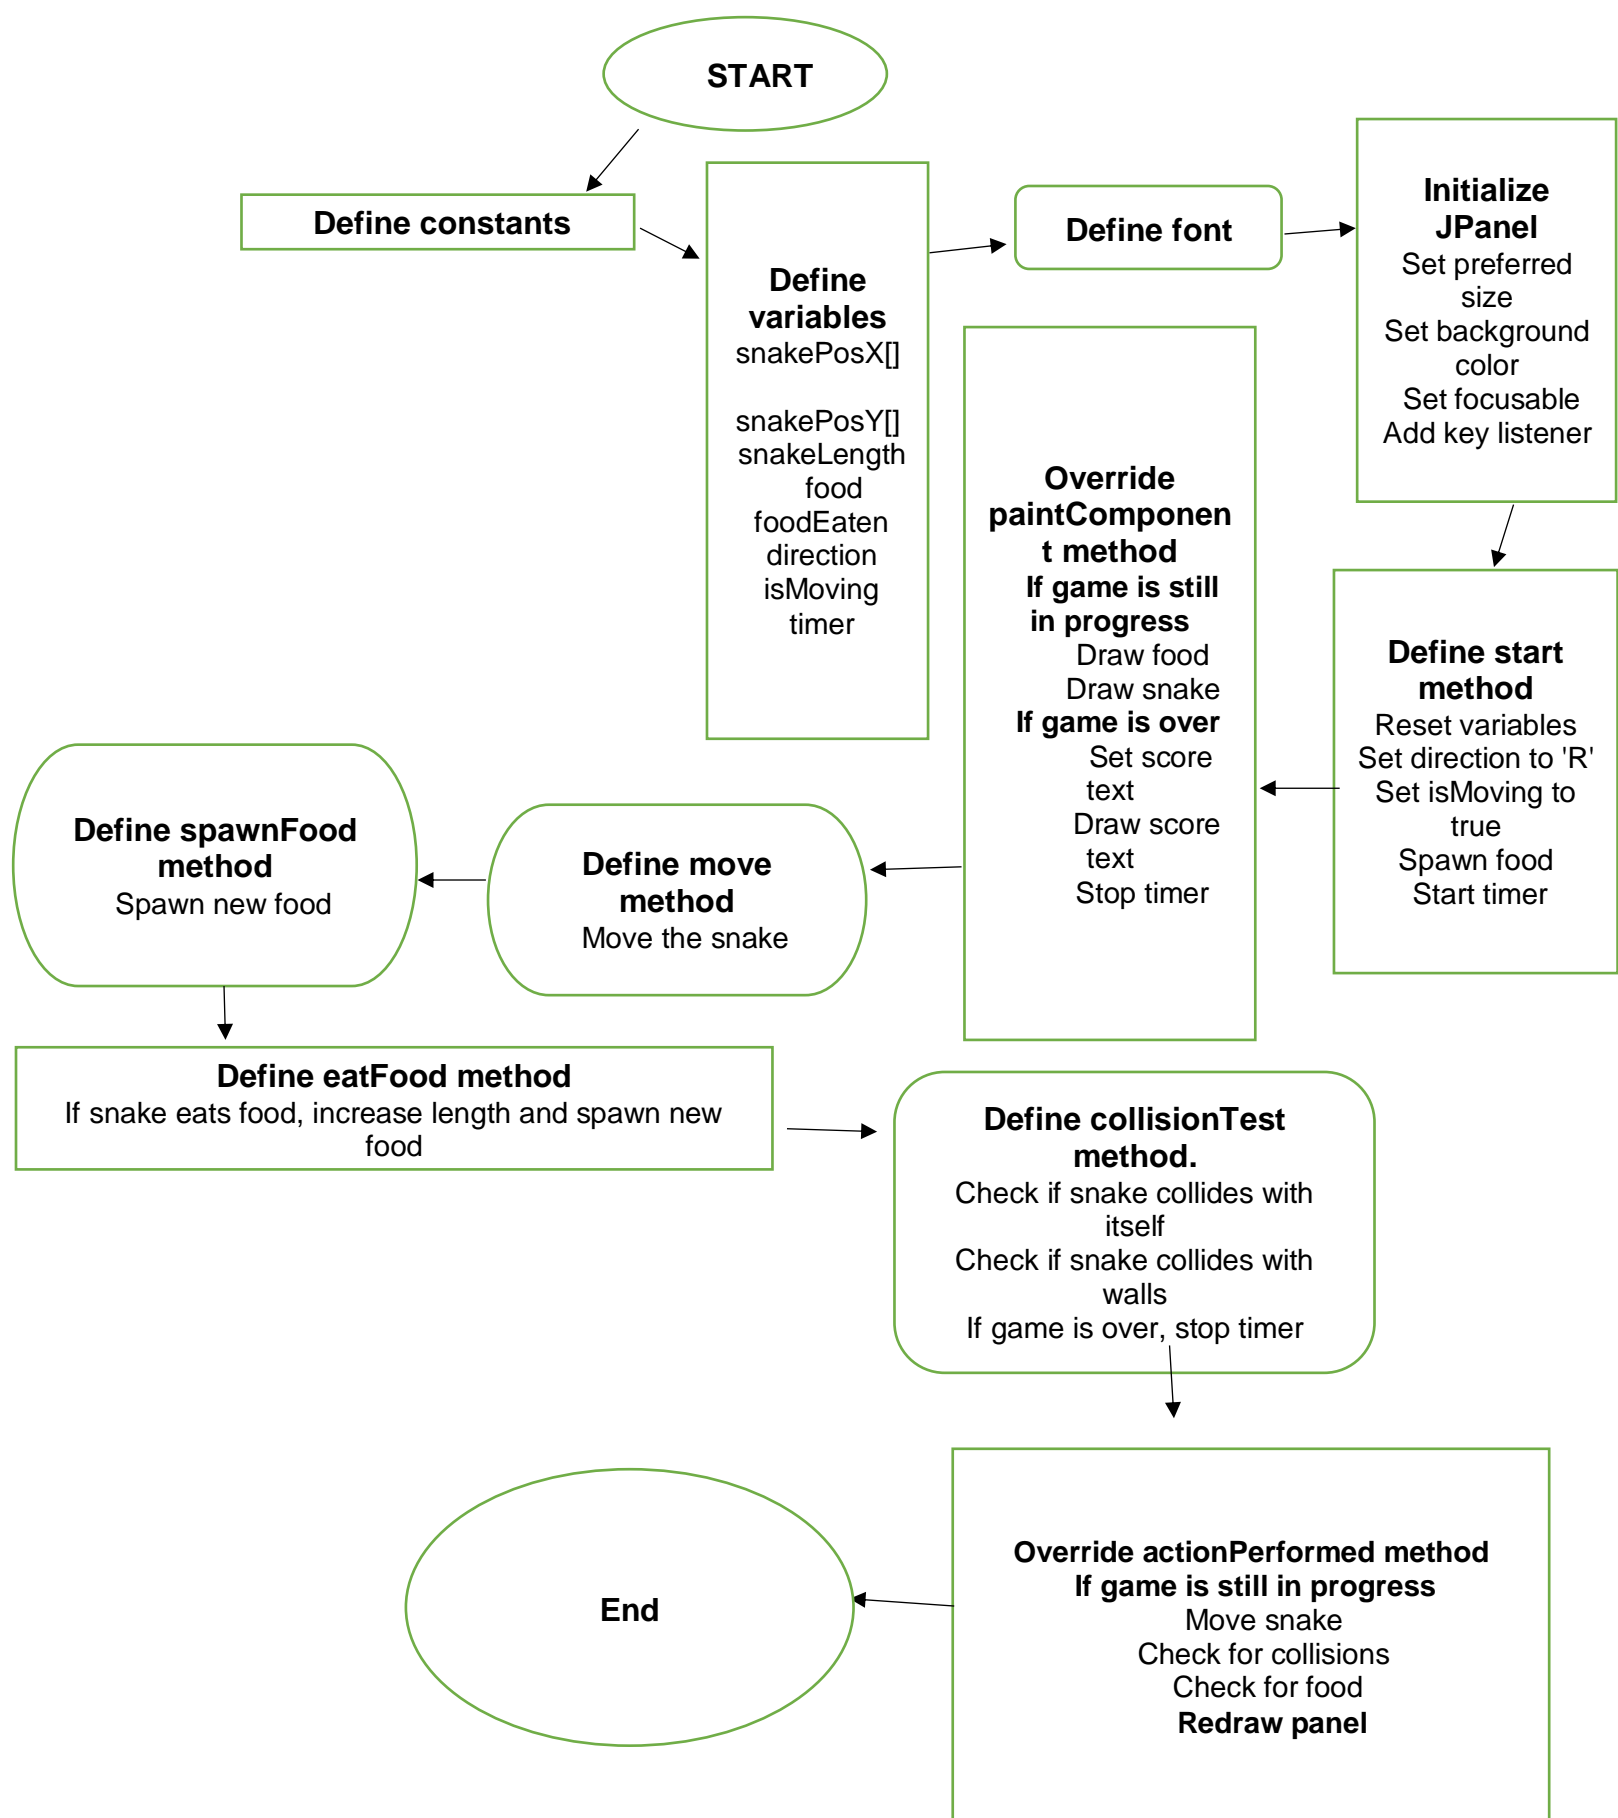 START
Define constants
Define
variables
snakePosX[]
snakePosY[]
snakeLength
food
foodEaten
direction
isMoving
timer
Define font
Initialize
JPanel
Set preferred
size
Set background
color
Set focusable
Add key listener
Define start
method
Reset variables
Set direction to 'R'
Set isMoving to
true
Spawn food
Start timer
Override
paintComponen
t method
If game is still
in progress
Draw food
Draw snake
If game is over
Set score
text
Draw score
text
Stop timer
Define move
method
Move the snake
Define spawnFood
method
Spawn new food
Define eatFood method
If snake eats food, increase length and spawn new
food
Define collisionTest
method.
Check if snake collides with
itself
Check if snake collides with
walls
If game is over, stop timer
Override actionPerformed method
If game is still in progress
Move snake
Check for collisions
Check for food
Redraw panel
End